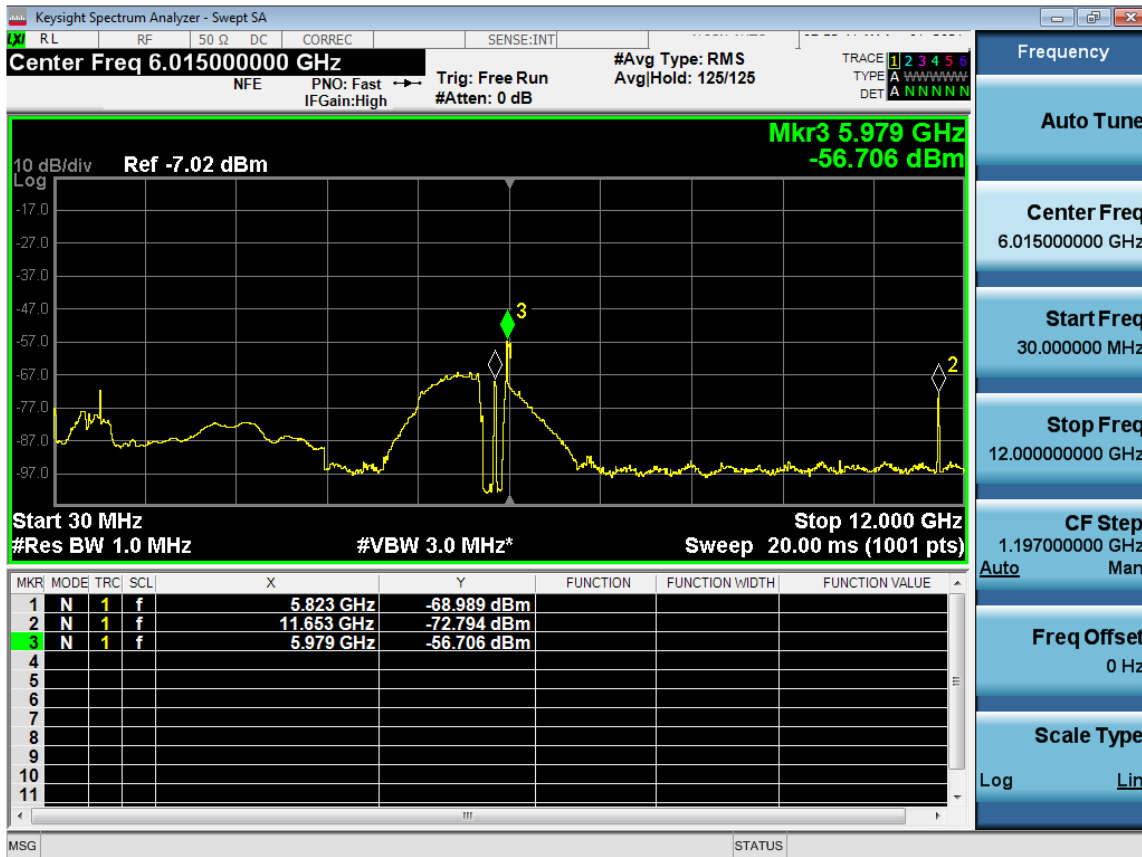 Keysight Spectrum Analyzer - Swept SA
LXI RL RF 50 Ω DC CORREC SENSE:INT
Center Freq 6.015000000 GHz
NFE PNO: Fast Trig: Free Run #Avg Type: RMS TRACE 1 2 3 4 5 6
IFGain:High #Atten: 0 dB Avg|Hold: 125/125 TYPE A WWWWW
DET A N N N N N
Mkr3 5.979 GHz
-56.706 dBm
10 dB/div Ref -7.02 dBm
Log
-17.0
-27.0
-37.0
-47.0
3
-57.0
-67.0
2
-77.0
-87.0
-97.0
Start 30 MHz Stop 12.000 GHz
#Res BW 1.0 MHz #VBW 3.0 MHz* Sweep 20.00 ms (1001 pts)
MKR MODE TRC SCL X Y FUNCTION FUNCTION WIDTH FUNCTION VALUE
1 N 1 f 5.823 GHz -68.989 dBm
2 N 1 f 11.653 GHz -72.794 dBm
3 N 1 f 5.979 GHz -56.706 dBm
4
5
6
7
8
9
10
11
MSG STATUS
Frequency
Auto Tune
Center Freq
6.015000000 GHz
Start Freq
30.000000 MHz
Stop Freq
12.000000000 GHz
CF Step
1.197000000 GHz
Auto Man
Freq Offset
0 Hz
Scale Type
Log Lin